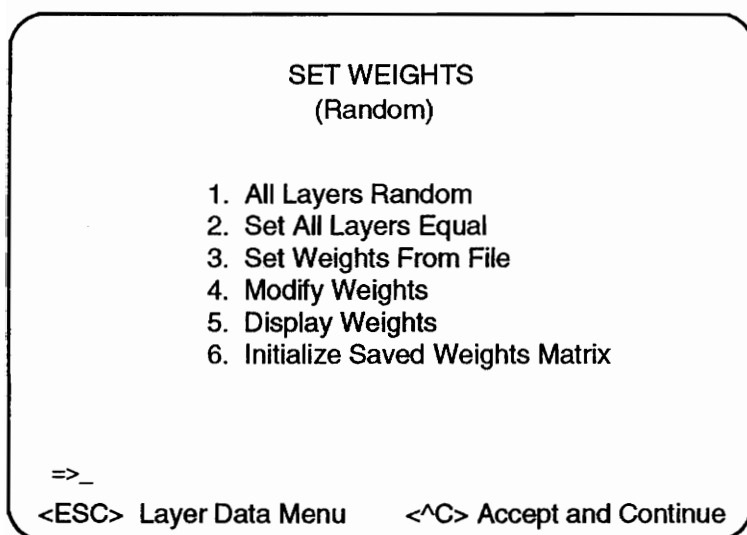 SET WEIGHTS
(Random)
1. All Layers Random
2. Set All Layers Equal
3. Set Weights From File
4. Modify Weights
5. Display Weights
6. Initialize Saved Weights Matrix
=>_
<ESC> Layer Data Menu <^C> Accept and Continue